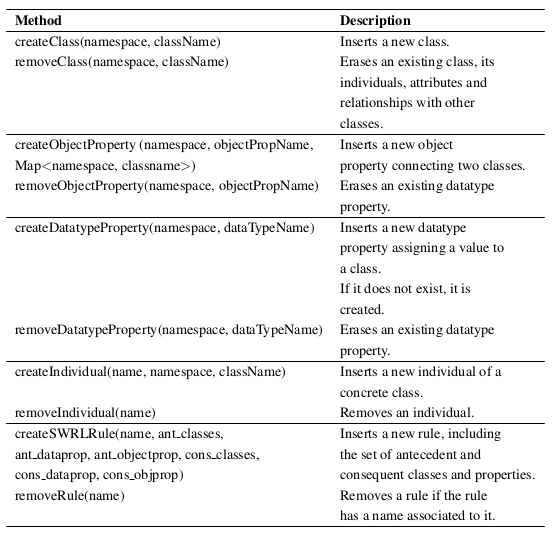 Method Description
createClass(namespace, className) Inserts a new class.
removeClass(namespace, className) Erases an existing class, its
individuals, attributes and
relationships with other
classes.
createObjectProperty (namespace, objectPropName, Inserts a new object
Map<namespace, classname>) property connecting two classes.
removeObjectProperty(namespace, objectPropName) Erases an existing datatype
property.
createDatatypeProperty(namespace, dataTypeName) Inserts a new datatype
property assigning a value to
a class.
If it does not exist, it is
created.
removeDatatypeProperty(namespace, dataTypeName) Erases an existing datatype
property.
createIndividual(name, namespace, className) Inserts a new individual of a
concrete class.
removeIndividual(name) Removes an individual.
createSWRLRule(name, ant_classes, Inserts a new rule, including
ant_dataprop, ant_objectprop, cons_classes, the set of antecedent and
cons_dataprop, cons_objprop) consequent classes and properties.
removeRule(name) Removes a rule if the rule
has a name associated to it.